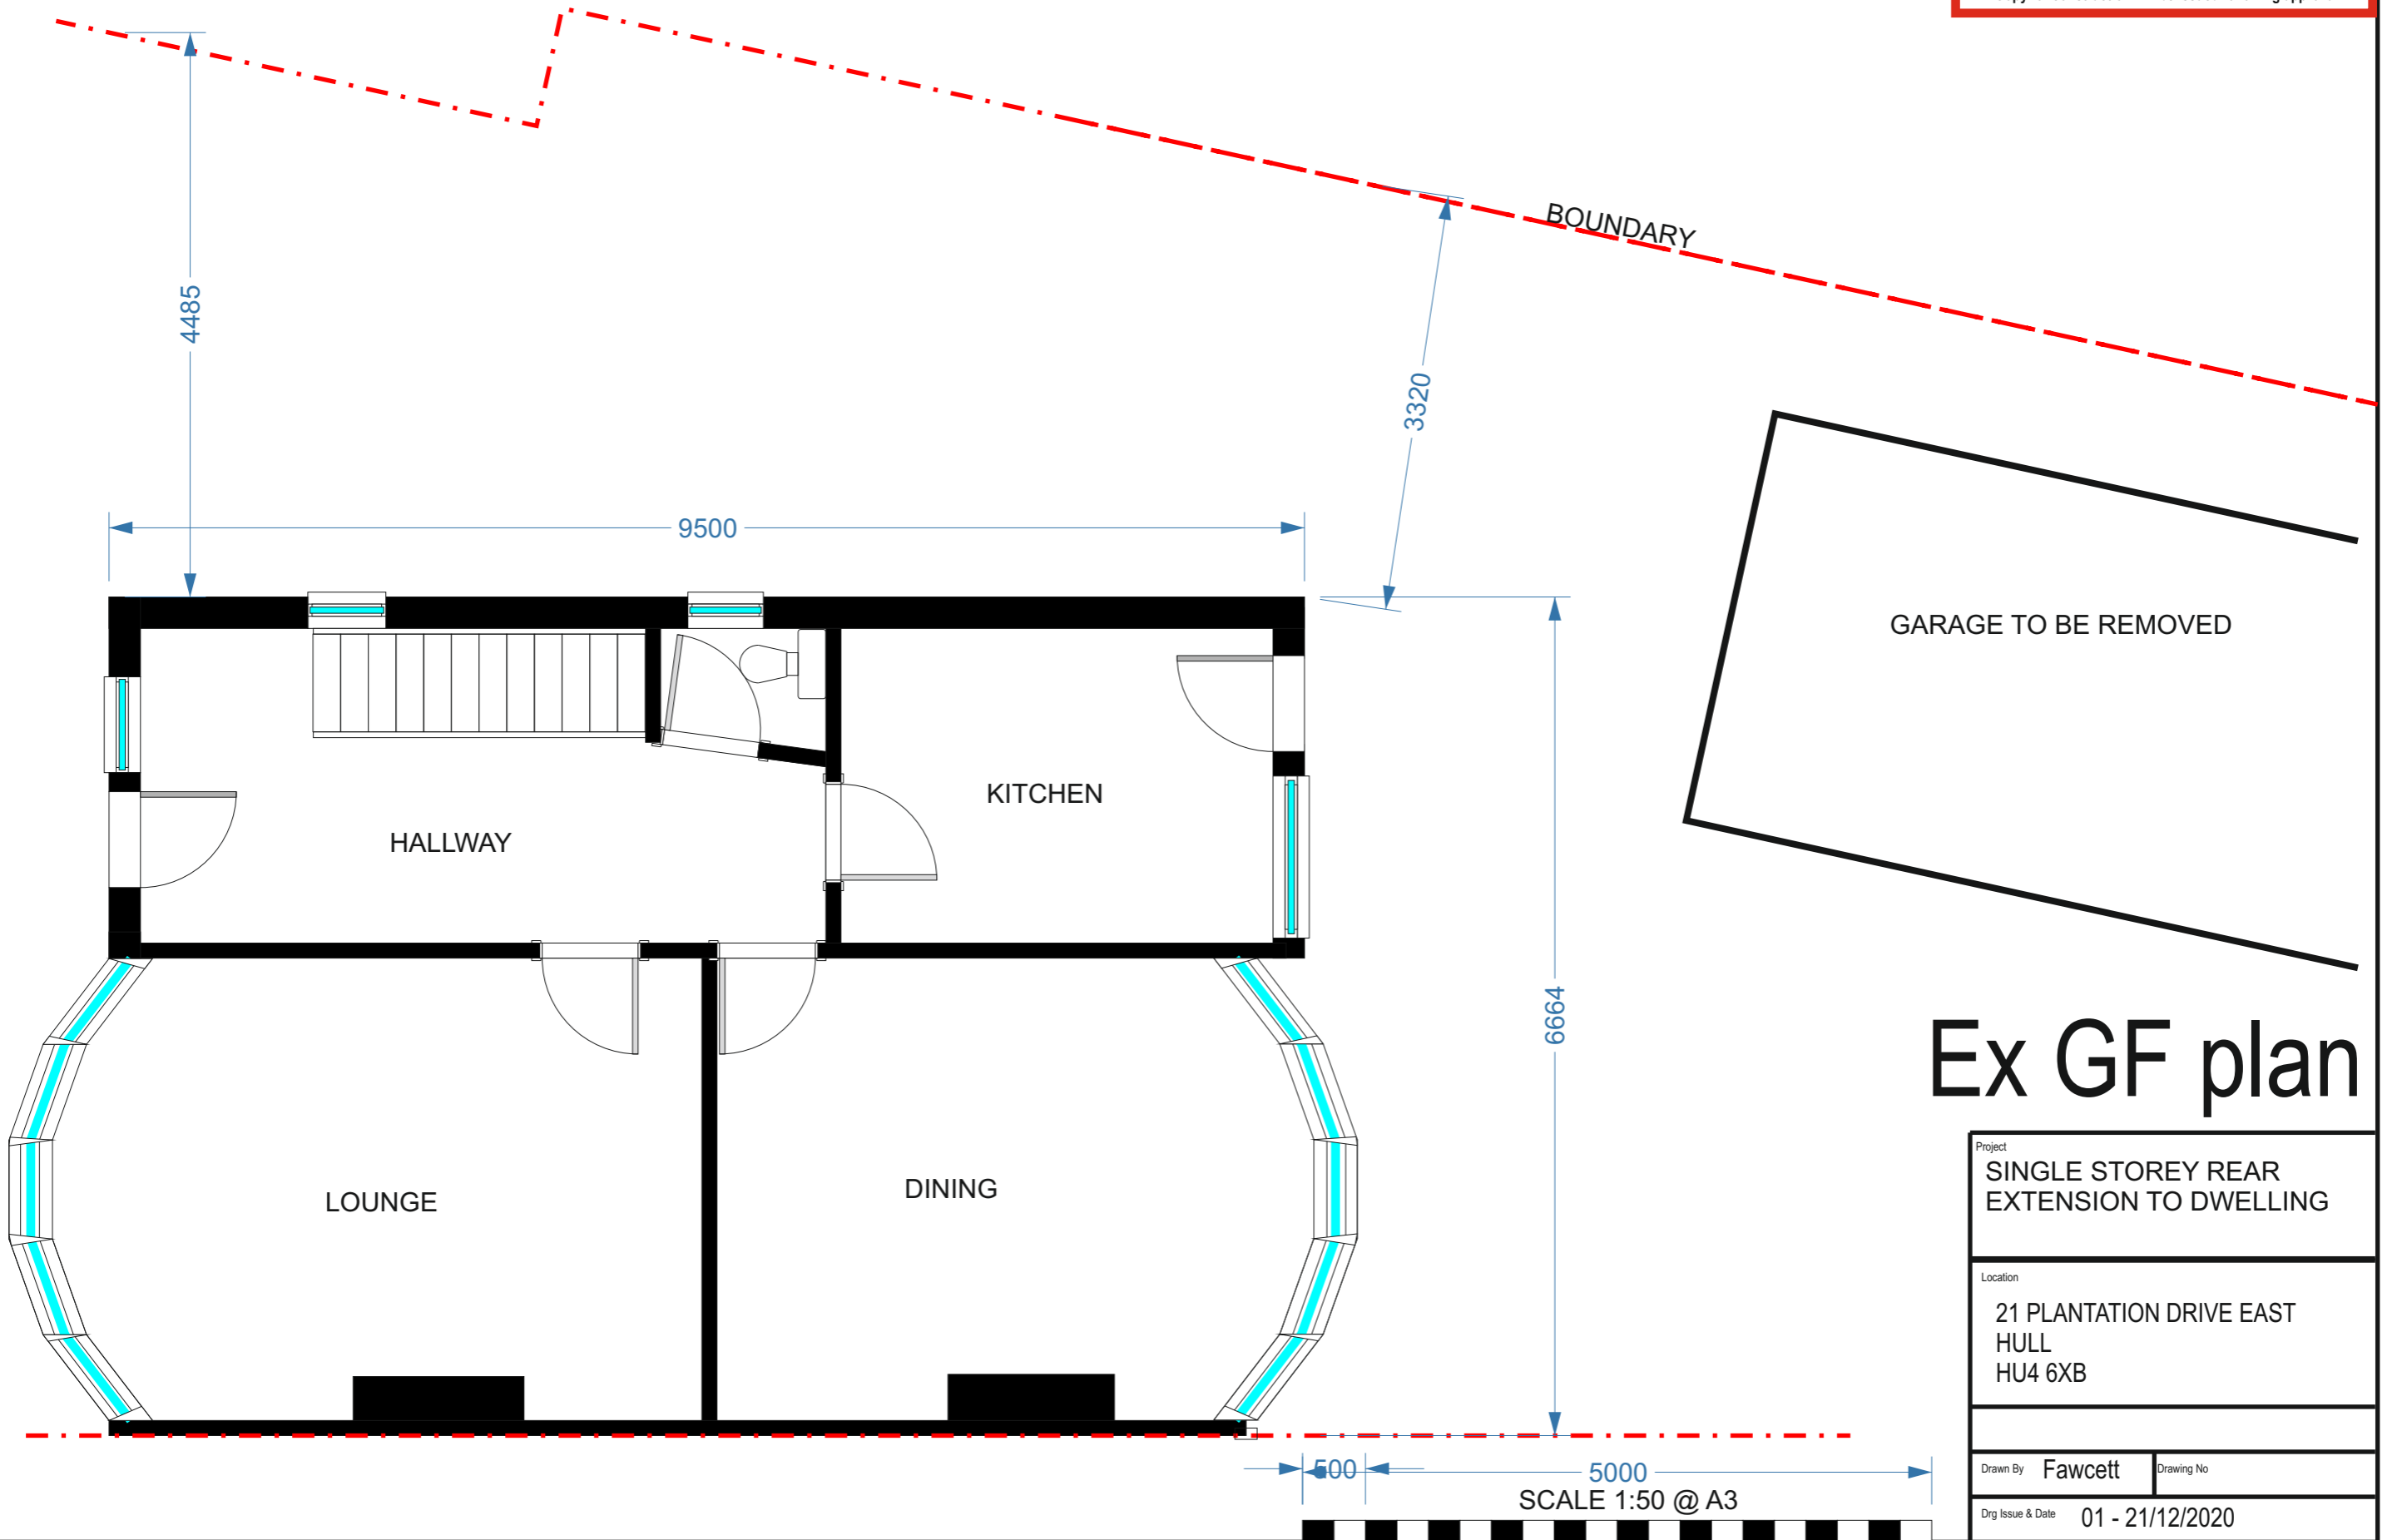 4485
BOUNDARY
3320
9500
GARAGE TO BE REMOVED
KITCHEN
HALLWAY
6664
LOUNGE
DINING
Ex GF plan
Project
SINGLE STOREY REAR
EXTENSION TO DWELLING
Location
21 PLANTATION DRIVE EAST
HULL
HU4 6XB
Drawn By Fawcett
Drawing No
Drg Issue & Date 01 - 21/12/2020
500
5000
SCALE 1:50 @ A3